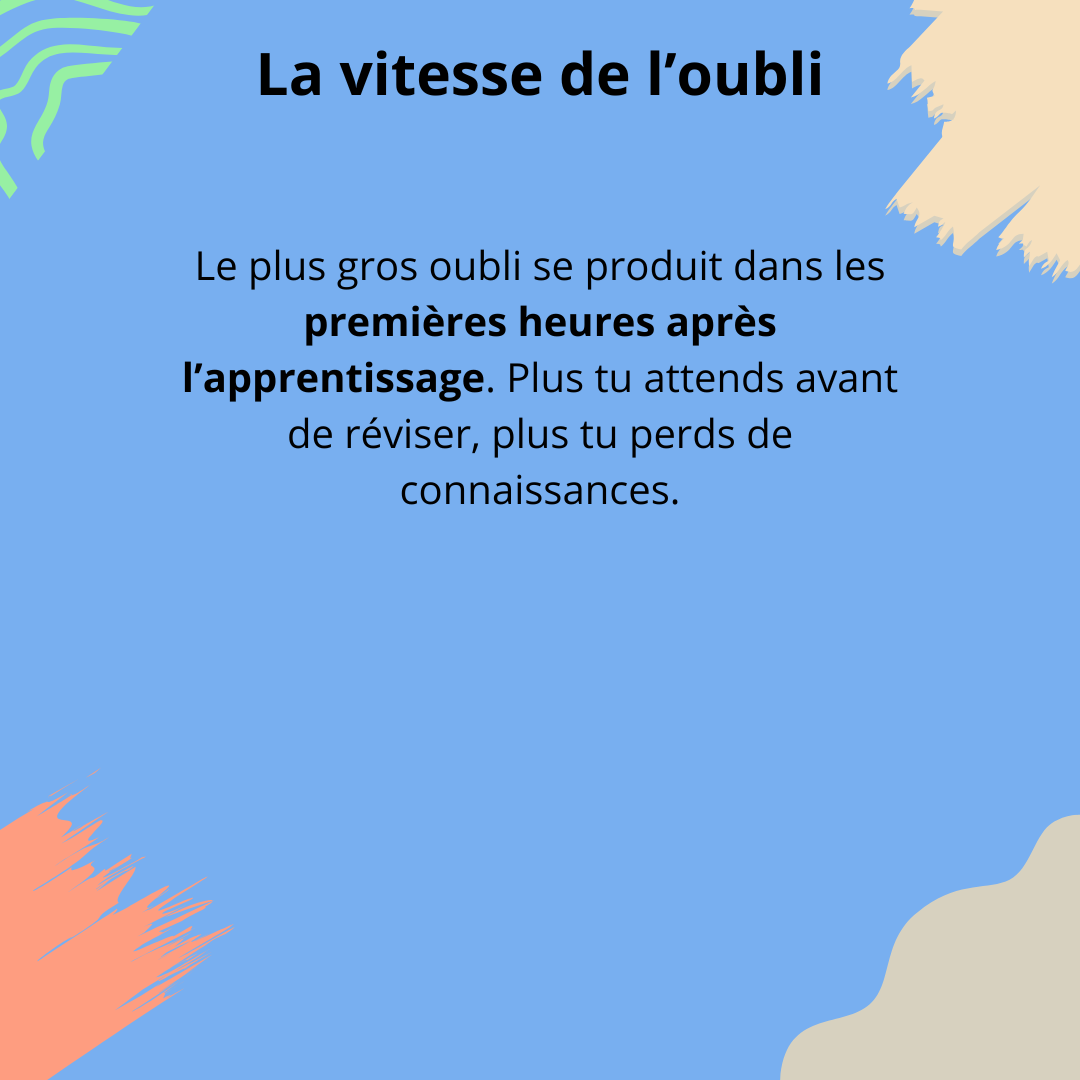 La vitesse de l’oubli
Le plus gros oubli se produit dans les
premières heures après
l’apprentissage. Plus tu attends avant
de réviser, plus tu perds de
connaissances.